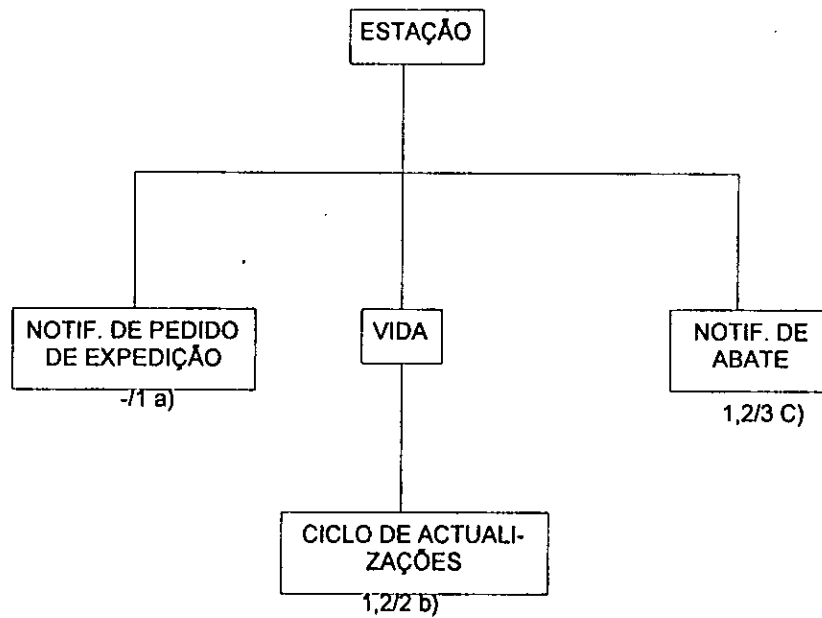 ESTAÇÃO
NOTIF. DE PEDIDO
DE EXPEDIÇÃO
-/1 a)
VIDA
NOTIF. DE
ABATE
1,2/3 C)
CICLO DE ACTUALI-
ZAÇÕES
1,2/2 b)